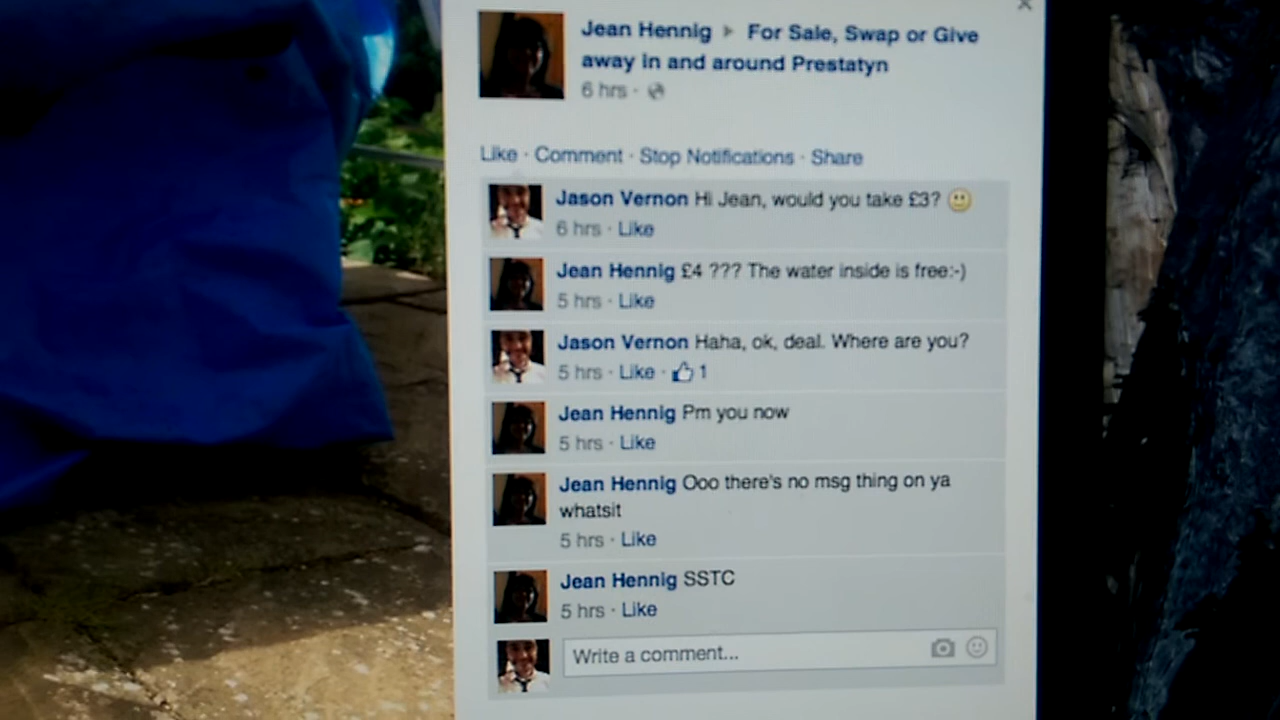 Jean Hennig ▸ For Sale, Swap or Give
away in and around Prestatyn
6 hrs ·
Like · Comment · Stop Notifications · Share
Jason Vernon Hi Jean, would you take £3? 🙂
6 hrs · Like
Jean Hennig £4 ??? The water inside is free:-)
5 hrs · Like
Jason Vernon Haha, ok, deal. Where are you?
5 hrs · Like · 👍 1
Jean Hennig Pm you now
5 hrs · Like
Jean Hennig Ooo there's no msg thing on ya
whatsit
5 hrs · Like
Jean Hennig SSTC
5 hrs · Like
Write a comment...